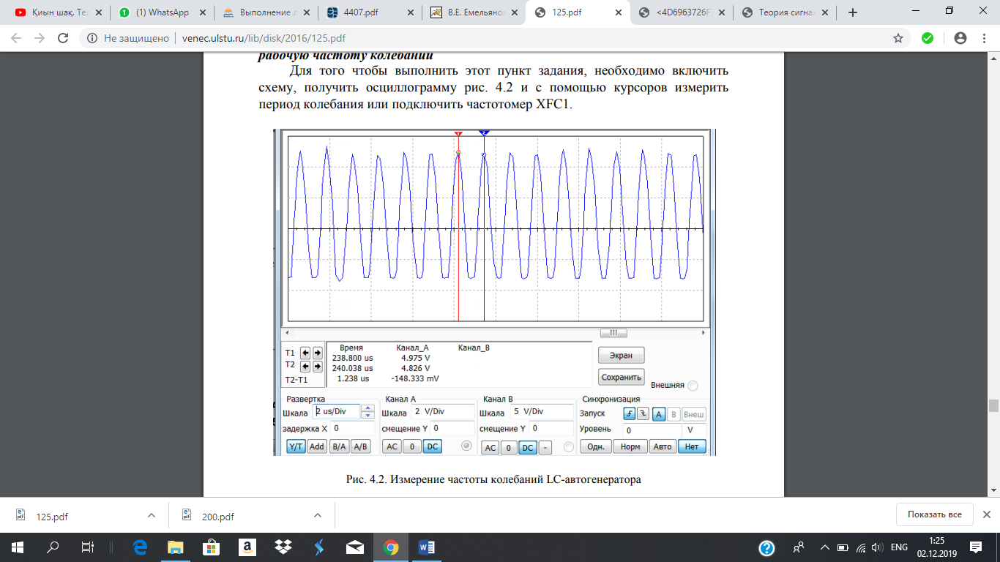 Қиын шақ. Тел
(1) WhatsApp
Выполнение л
4407.pdf
В.Е. Емельянов
125.pdf
<4D6963726F
Теория сигнал
Не защищено | venec.ulstu.ru/lib/disk/2016/125.pdf
рабочую частоту колебаний
Для того чтобы выполнить этот пункт задания, необходимо включить
схему, получить осциллограмму рис. 4.2 и с помощью курсоров измерить
период колебания или подключить частотомер XFC1.
1 2
T1
T2
T2-T1
Время Канал_A Канал_B
238.800 us 4.975 V
240.038 us 4.826 V
1.238 us -148.333 mV
Экран
Сохранить
Внешняя
Развертка
Шкала 2 us/Div
задержка X 0
Y/T Add B/A A/B
Канал A
Шкала 2 V/Div
смещение Y 0
AC 0 DC
Канал B
Шкала 5 V/Div
смещение Y 0
AC 0 DC -
Синхронизация
Запуск A B Внеш
Уровень 0 V
Одн. Норм Авто Нет
Рис. 4.2. Измерение частоты колебаний LC-автогенератора
125.pdf
200.pdf
Показать все
ENG
1:25
02.12.2019